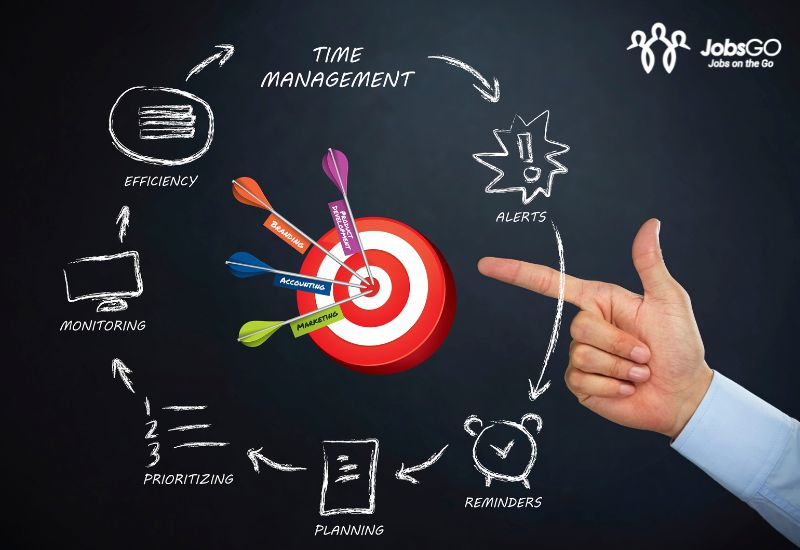 TIME
MANAGEMENT
JobsGO
Jobs on the Go
EFFICIENCY
ALERTS
PRODUCT
DEVELOPMENT
BRANDING
ACCOUNTING
MARKETING
MONITORING
1
2
3
PRIORITIZING
REMINDERS
PLANNING